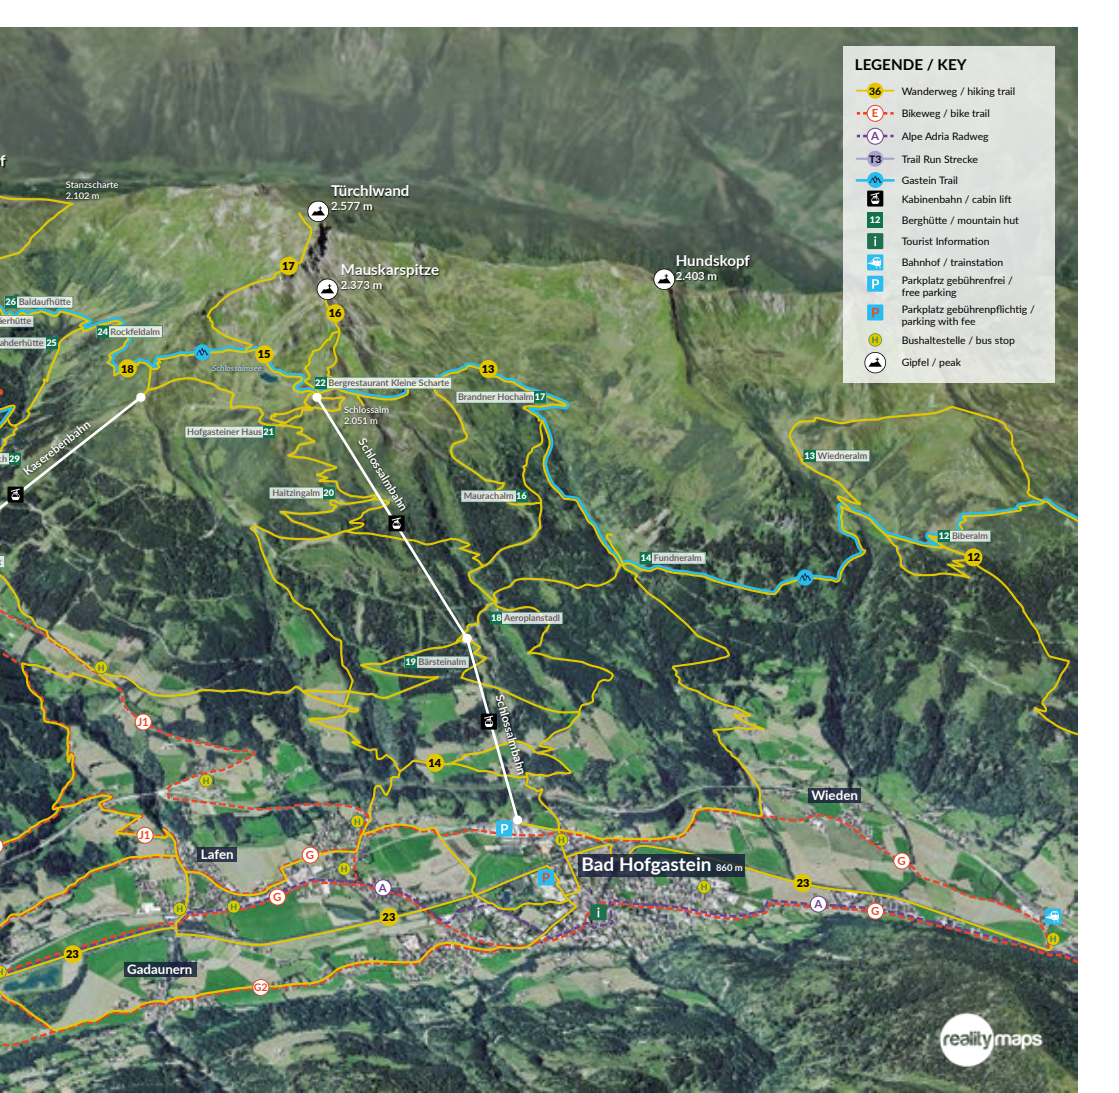 LEGENDE / KEY
36 Wanderweg / hiking trail
E Bikeweg / bike trail
A Alpe Adria Radweg
T3 Trail Run Strecke
Gastein Trail
Kabinenbahn / cabin lift
12 Berghütte / mountain hut
i Tourist Information
Bahnhof / trainstation
P Parkplatz gebührenfrei /
free parking
P Parkplatz gebührenpflichtig /
parking with fee
H Bushaltestelle / bus stop
Gipfel / peak
f
Stanzscharte
2.102 m
Türchlwand
2.577 m
17
Mauskarspitze
2.373 m
Hundskopf
2.403 m
26 Baldaufhütte
16
24 Rockfeldalm
25
15
18
Schlossalmsee
13
22 Bergrestaurant Kleine Scharte
Brandner Hochalm 17
Schlossalm
2.051 m
Hofgasteiner Haus 21
Kaserebenbahn
29
Schlossalmbahn
13 Wiedneralm
Haitzingalm 20
Maurachalm 16
12 Biberalm
12
14 Fundneralm
18 Aeroplanstadl
19 Bärsteinalm
H
J1
Schlossalmbahn
14
H
Wieden
H
P
J1
H
Lafen
G
H
Bad Hofgastein 860 m
G
P
A
H
23
G
H
H
23
i
A
G
H
23
H
Gadaunern
G2
realitymaps